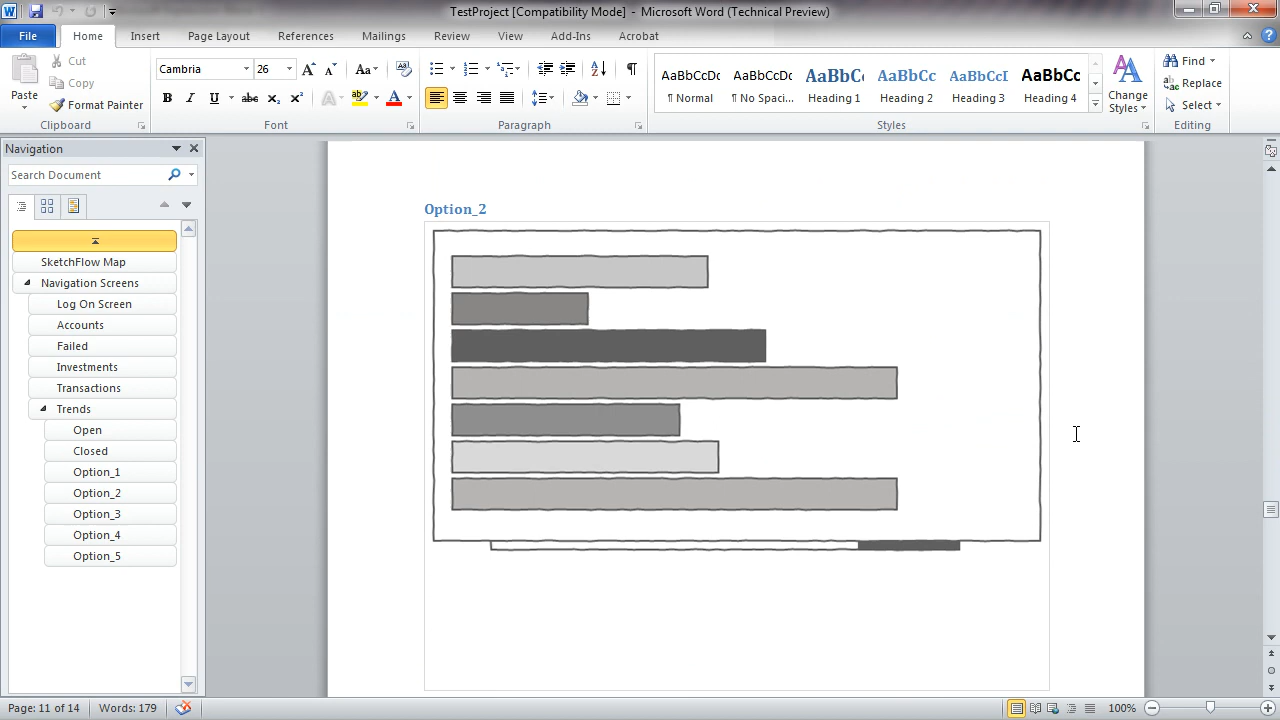 TestProject [Compatibility Mode] - Microsoft Word (Technical Preview)
File Home Insert Page Layout References Mailings Review View Add-Ins Acrobat
Paste
Cut
Copy
Format Painter
Clipboard
Cambria 26
Font
Paragraph
AaBbCcDc AaBbCcDc AaBbCc AaBbCc AaBbCcI AaBbCc
¶ Normal ¶ No Spaci... Heading 1 Heading 2 Heading 3 Heading 4
Change
Styles
Styles
Find
Replace
Select
Editing
Navigation
Search Document
SketchFlow Map
Navigation Screens
Log On Screen
Accounts
Failed
Investments
Transactions
Trends
Open
Closed
Option_1
Option_2
Option_3
Option_4
Option_5
Option_2
Page: 11 of 14 Words: 179 100%